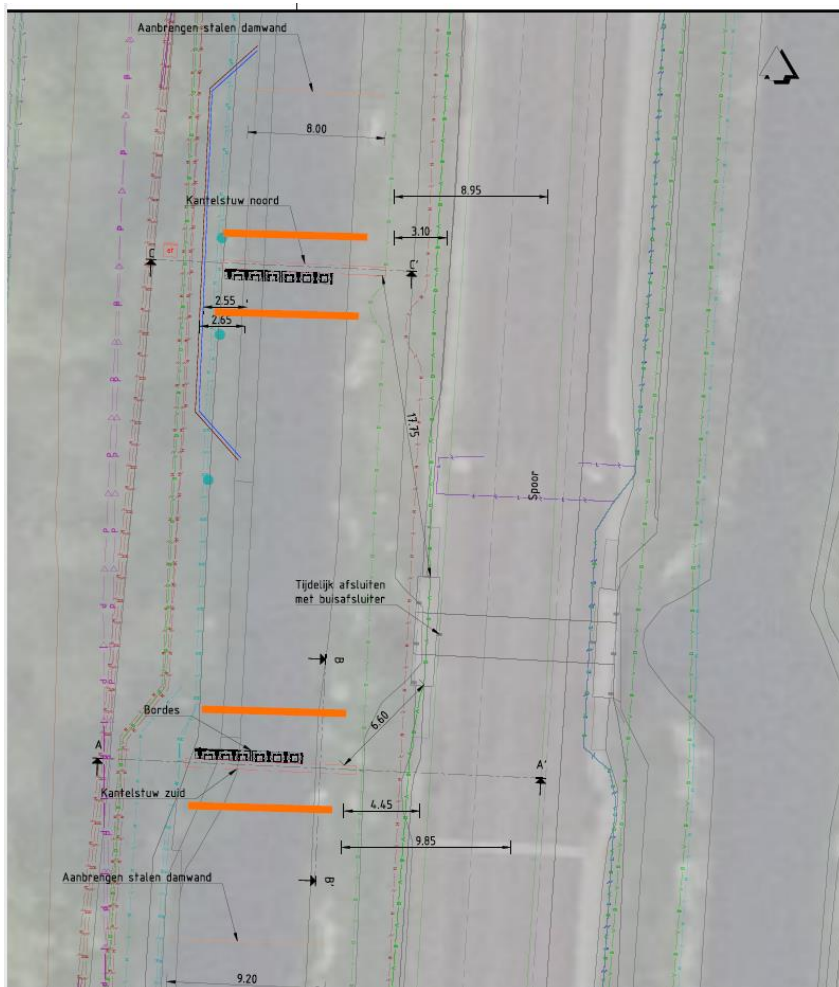 Aanbrengen stalen damwand
8.00
Kantelstuw noord
8.95
3.10
C
C'
2.55
2.65
17.75
Spoor
Tijdelijk afsluiten
met buisafsluiter
B
Bordes
6.60
A
A'
Kantelstuw zuid
4.45
9.85
Aanbrengen stalen damwand
B'
9.20